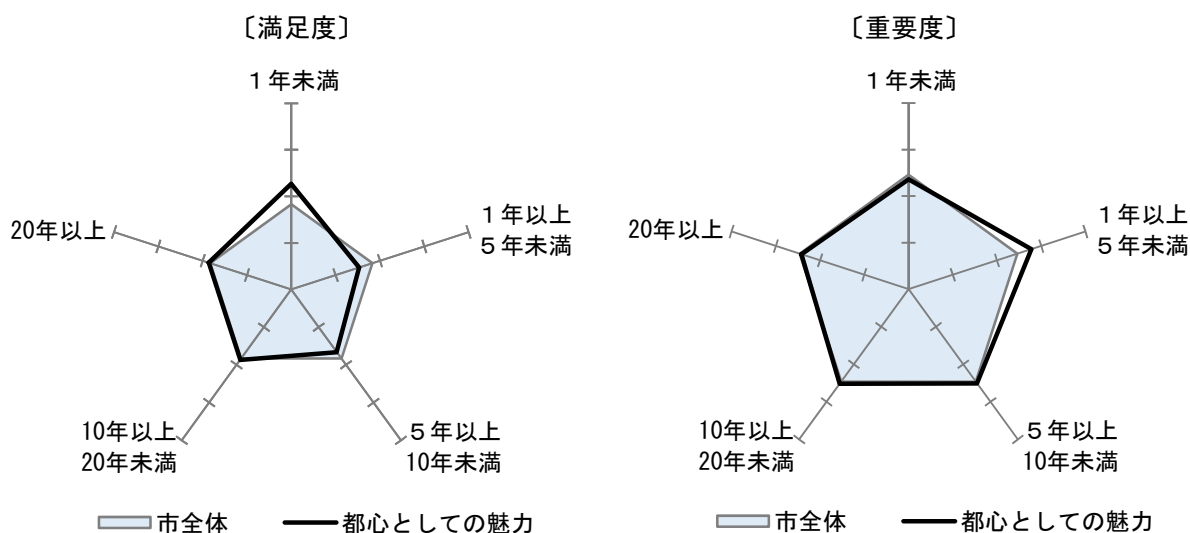 〔満足度〕
１年未満
１年以上
５年未満
５年以上
10年未満
10年以上
20年未満
20年以上
市全体
都心としての魅力
〔重要度〕
１年未満
１年以上
５年未満
５年以上
10年未満
10年以上
20年未満
20年以上
市全体
都心としての魅力